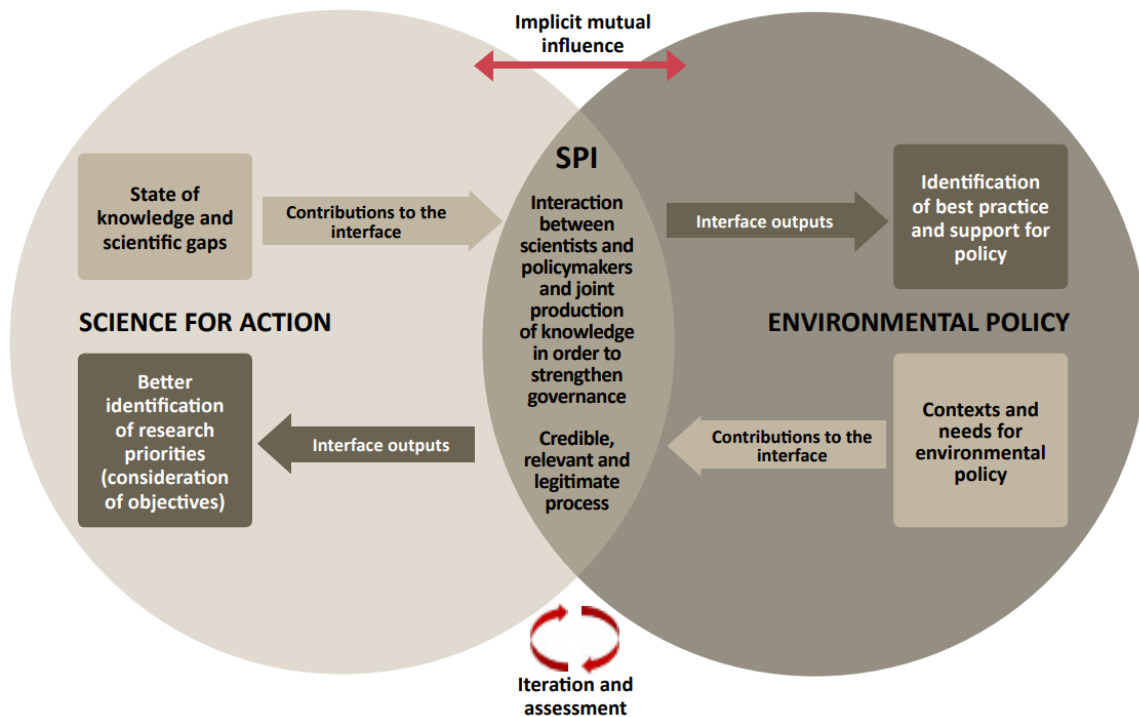 Implicit mutual
influence
State of
knowledge and
scientific gaps
Contributions to the
interface
SPI
Interaction
between
scientists and
policymakers
and joint
production
of knowledge
in order to
strengthen
governance
Credible,
relevant and
legitimate
process
Interface outputs
Identification
of best practice
and support for
policy
SCIENCE FOR ACTION
ENVIRONMENTAL POLICY
Better
identification
of research
priorities
(consideration
of objectives)
Interface outputs
Contributions to the
interface
Contexts and
needs for
environmental
policy
Iteration and
assessment